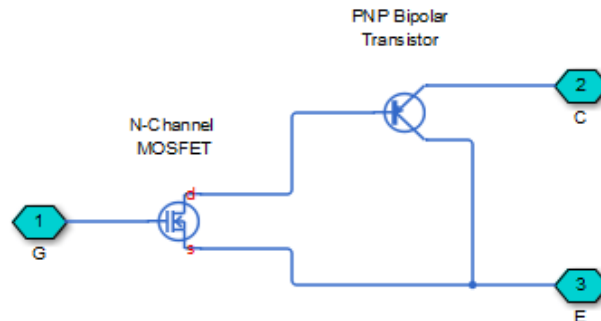 PNP Bipolar
Transistor
2
C
N-Channel
MOSFET
d
1
G
s
3
E